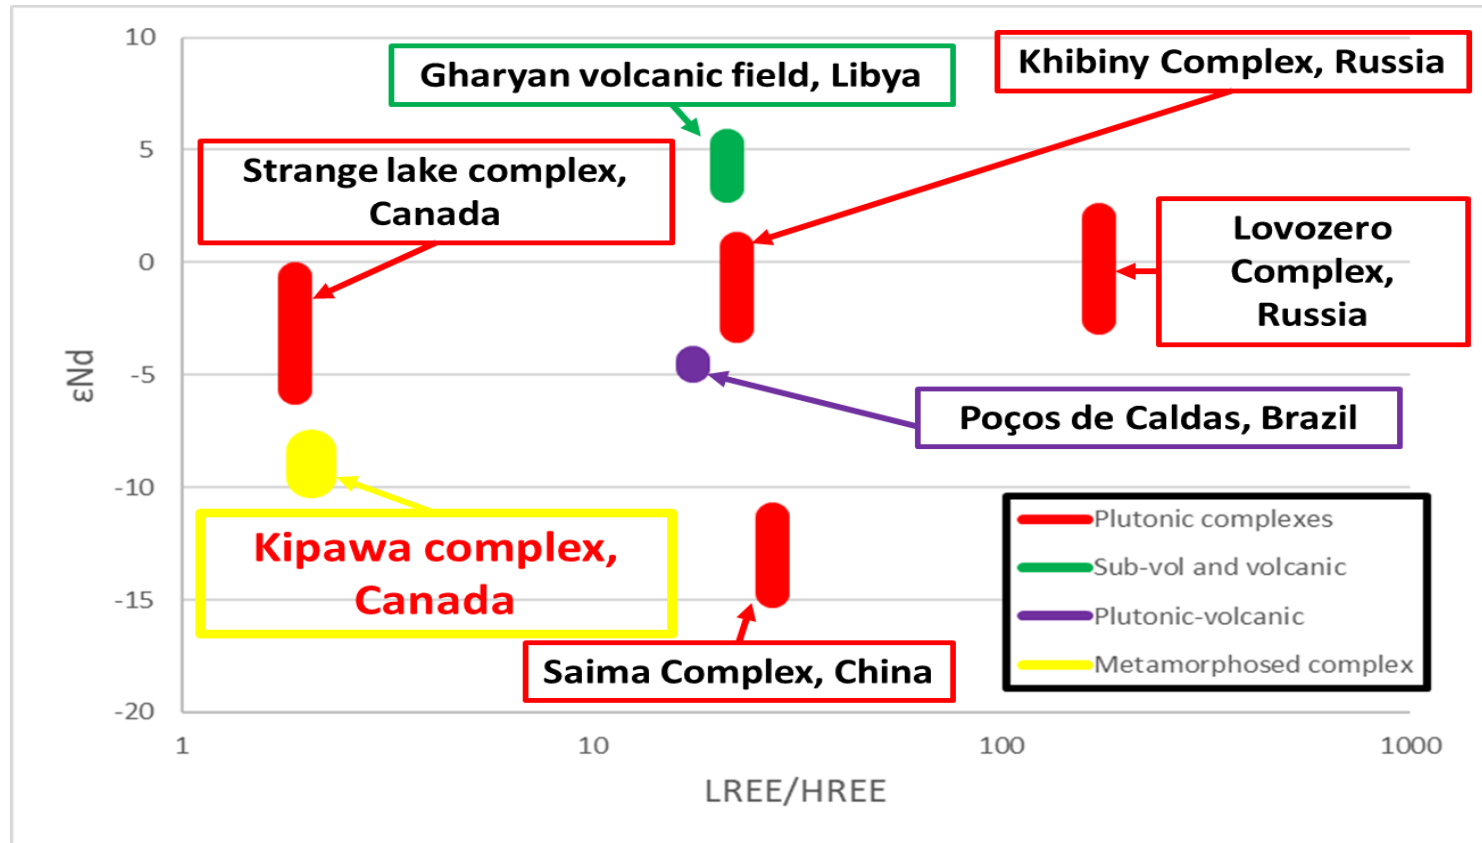 10
5
0
-5
-10
-15
-20
εNd
1
10
100
1000
LREE/HREE
Gharyan volcanic field, Libya
Khibiny Complex, Russia
Strange lake complex,
Canada
Lovozero
Complex,
Russia
Poços de Caldas, Brazil
Kipawa complex,
Canada
Saima Complex, China
Plutonic complexes
Sub-vol and volcanic
Plutonic-volcanic
Metamorphosed complex